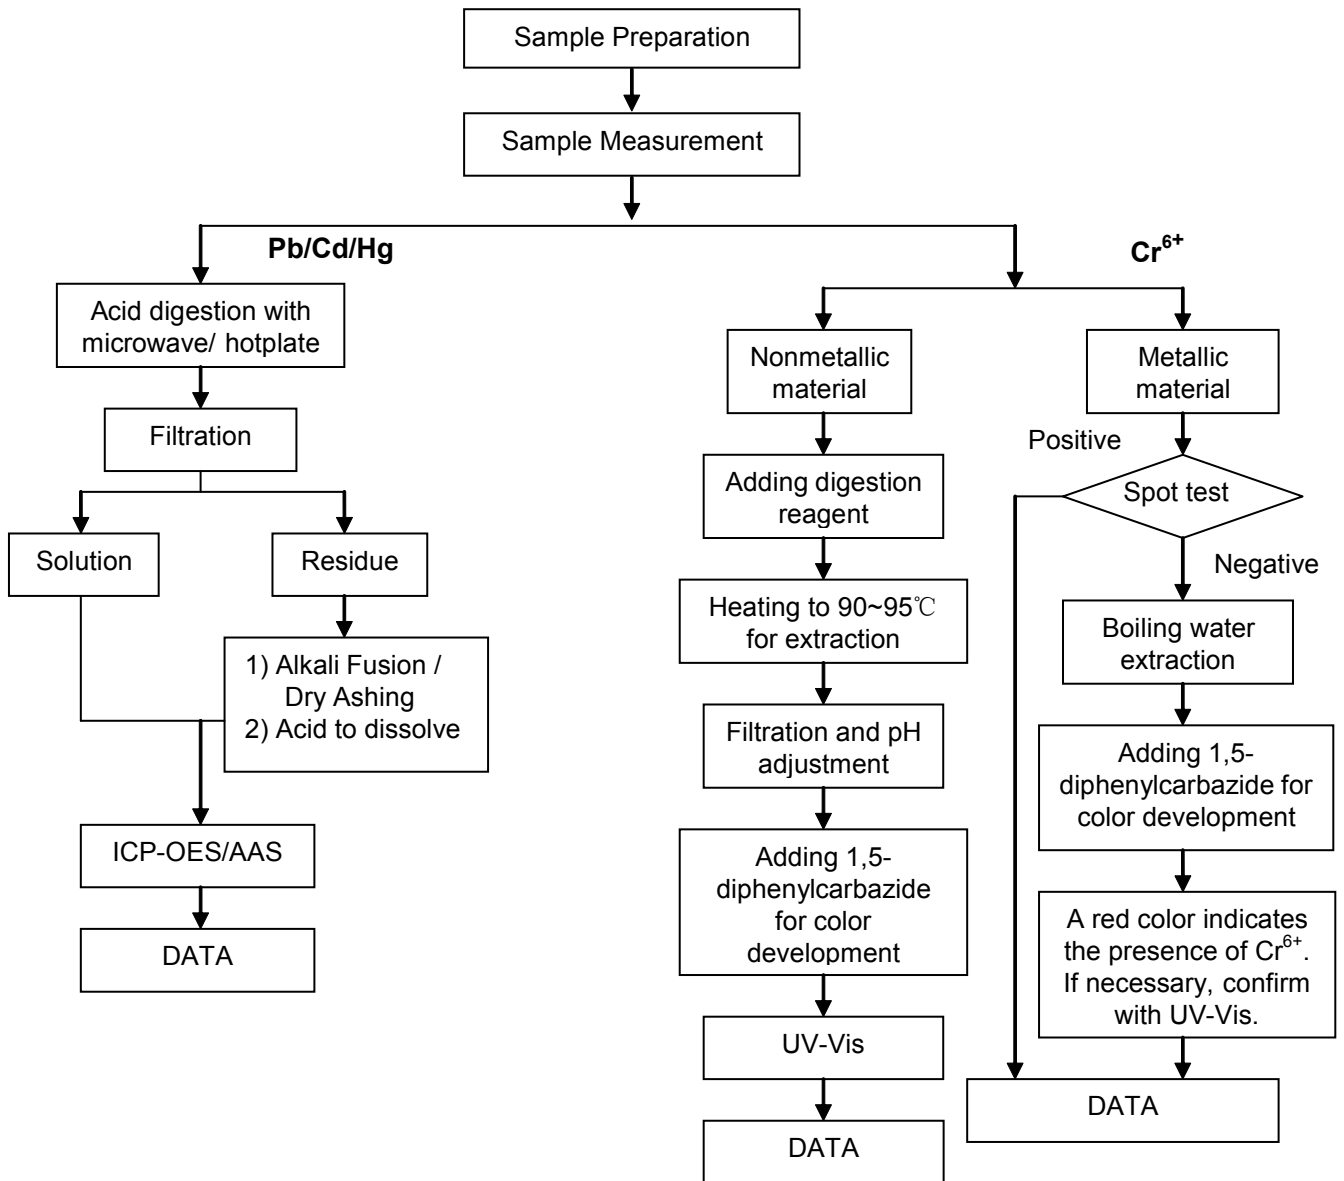 Sample Preparation
Sample Measurement
Pb/Cd/Hg
Acid digestion with
microwave/ hotplate
Filtration
Solution
Residue
1) Alkali Fusion /
Dry Ashing
2) Acid to dissolve
ICP-OES/AAS
DATA
Cr⁶⁺
Nonmetallic
material
Adding digestion
reagent
Heating to 90~95℃
for extraction
Filtration and pH
adjustment
Adding 1,5-
diphenylcarbazide
for color
development
UV-Vis
DATA
Metallic
material
Positive
Spot test
Negative
Boiling water
extraction
Adding 1,5-
diphenylcarbazide for
color development
A red color indicates
the presence of Cr⁶⁺.
If necessary, confirm
with UV-Vis.
DATA